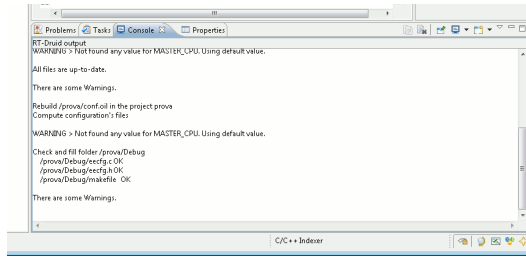 Problems Tasks Console Properties
RT-Druid output
WARNING > Not found any value for MASTER_CPU. Using default value.
All files are up-to-date.
There are some Warnings.
Rebuild /prova/conf.oil in the project prova
Compute configuration's files
WARNING > Not found any value for MASTER_CPU. Using default value.
Check and fill folder /prova/Debug
/prova/Debug/eecfg.c OK
/prova/Debug/eecfg.h OK
/prova/Debug/makefile OK
There are some Warnings.
C/C++ Indexer